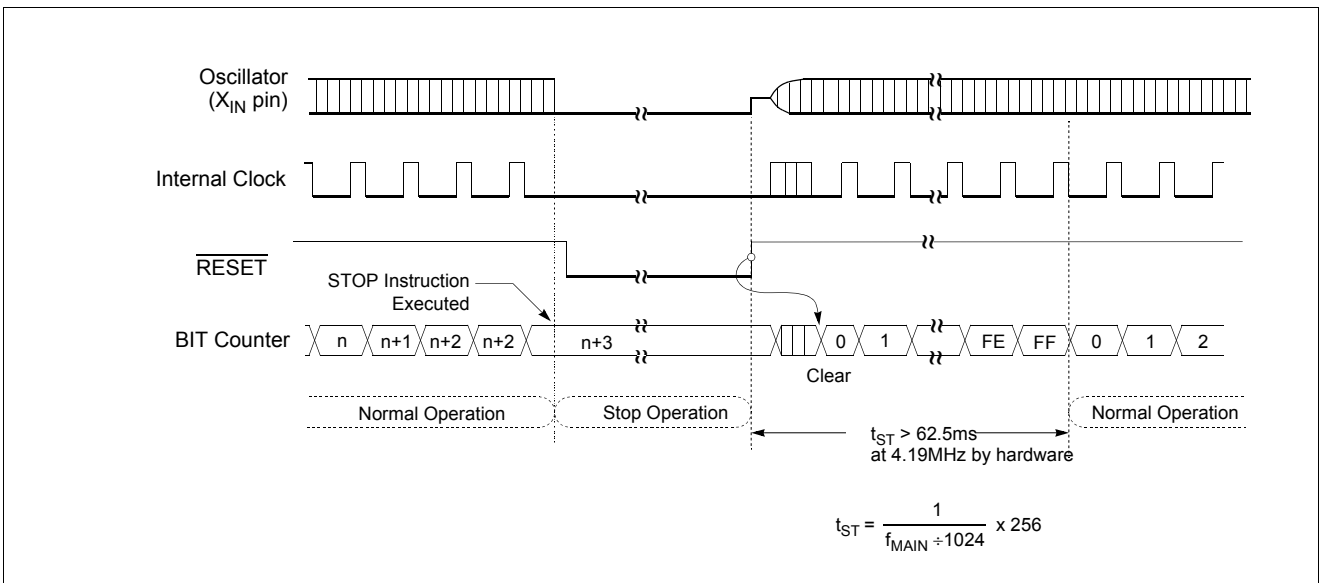 Oscillator
(X_IN pin)
Internal Clock
RESET
STOP Instruction
Executed
BIT Counter
n n+1 n+2 n+2 n+3 0 1 FE FF 0 1 2
Clear
Normal Operation Stop Operation Normal Operation
t_ST > 62.5ms
at 4.19MHz by hardware
t_ST = 1 / f_MAIN ÷1024 x 256